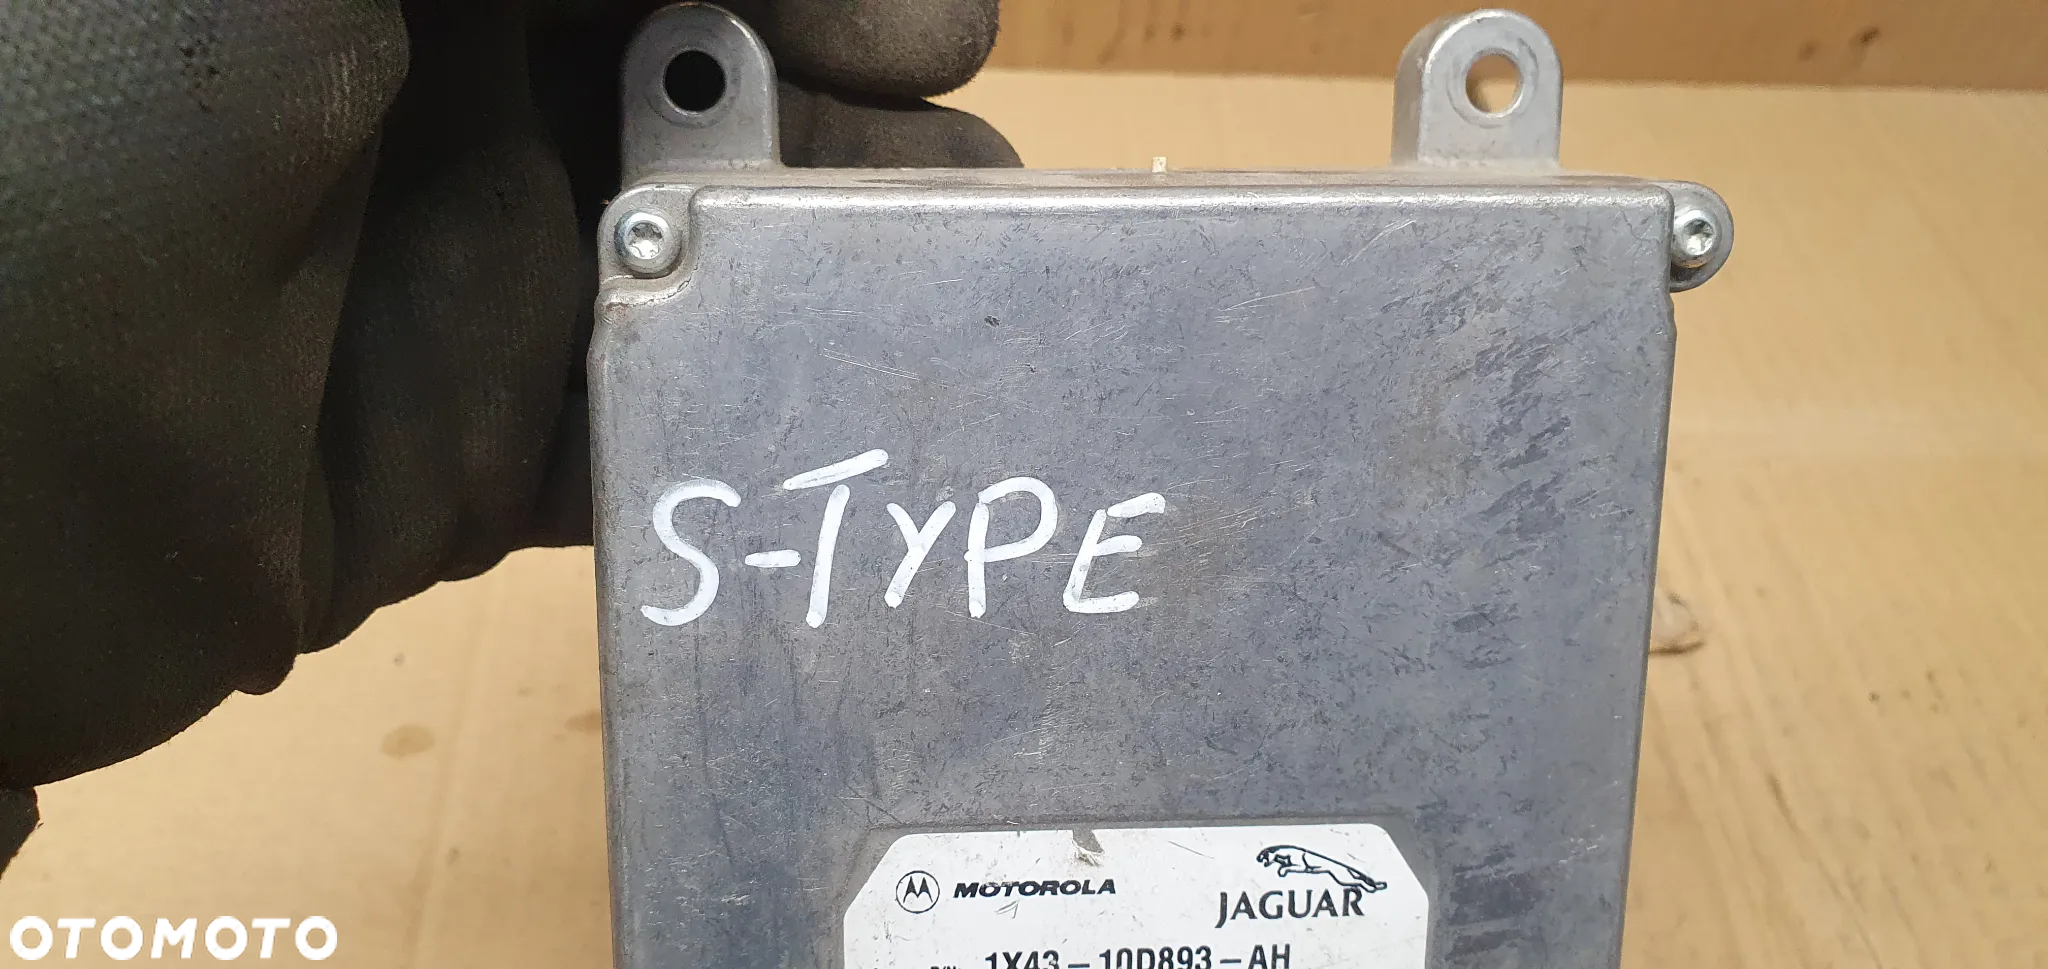 S-TYPE
MOTOROLA
JAGUAR
P/N: 1X43-10D893-AH
OTOMOTO